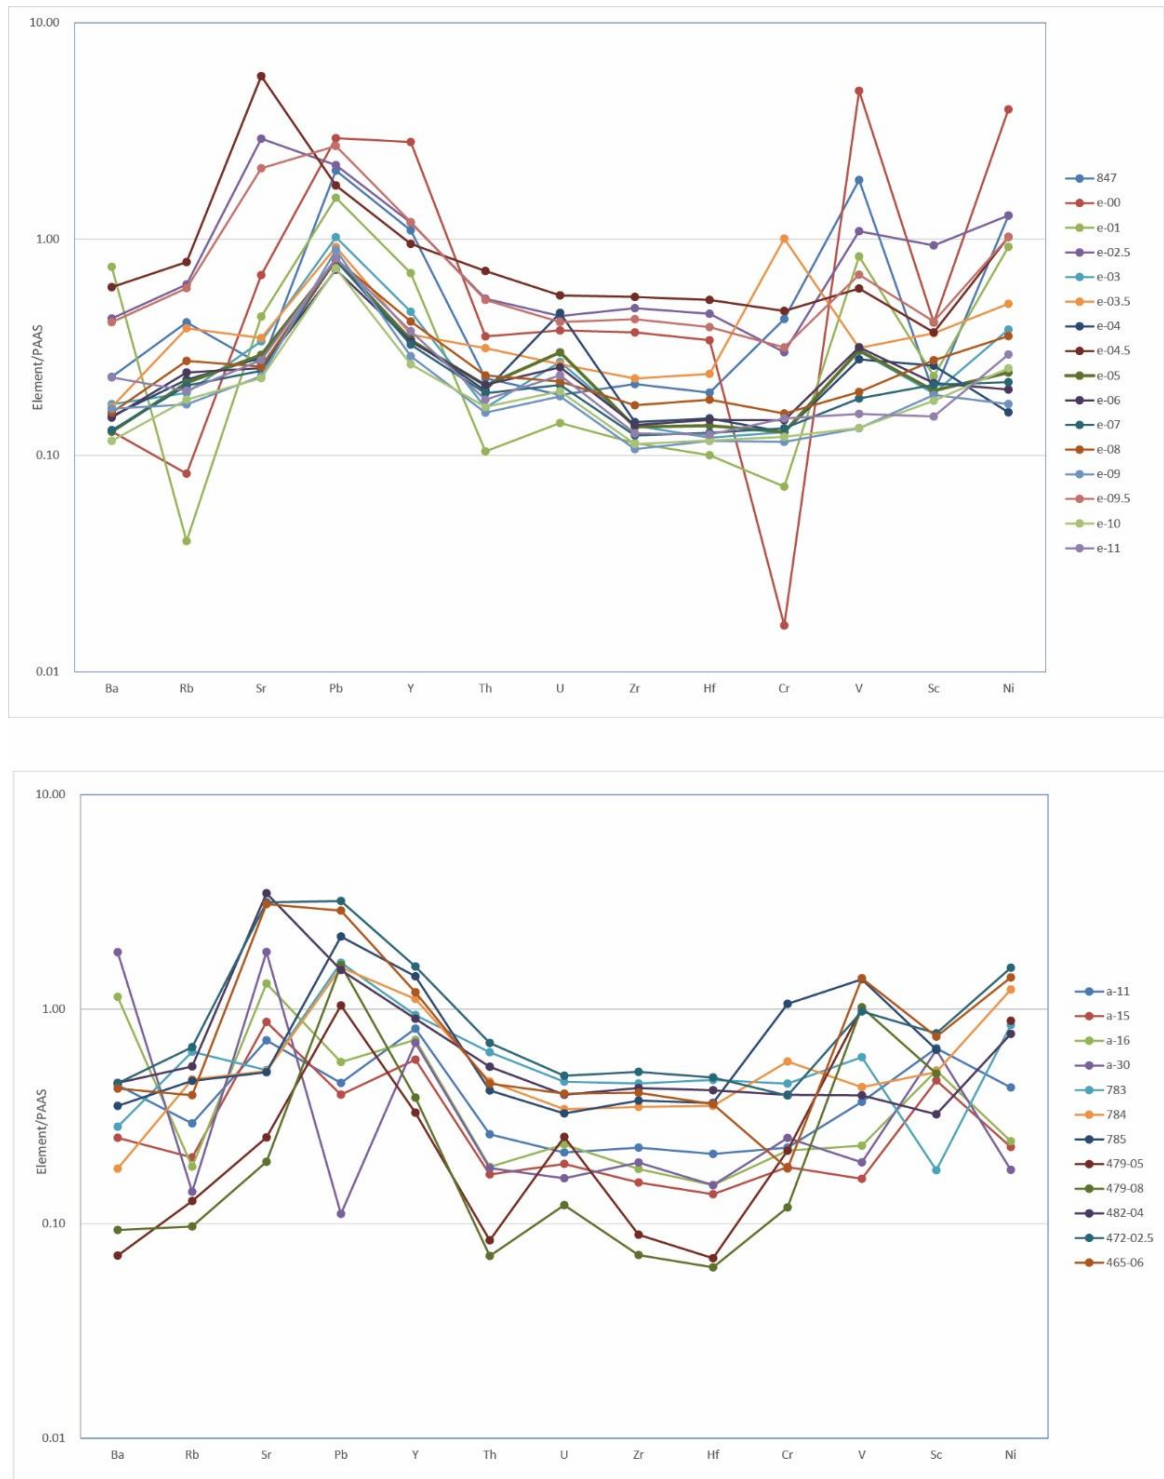 10.00
1.00
0.10
0.01
Element/PAAS
Ba Rb Sr Pb Y Th U Zr Hf Cr V Sc Ni
847
e-00
e-01
e-02.5
e-03
e-03.5
e-04
e-04.5
e-05
e-06
e-07
e-08
e-09
e-09.5
e-10
e-11
10.00
1.00
0.10
0.01
Element/PAAS
Ba Rb Sr Pb Y Th U Zr Hf Cr V Sc Ni
a-11
a-15
a-16
a-30
783
784
785
479-05
479-08
482-04
472-02.5
465-06